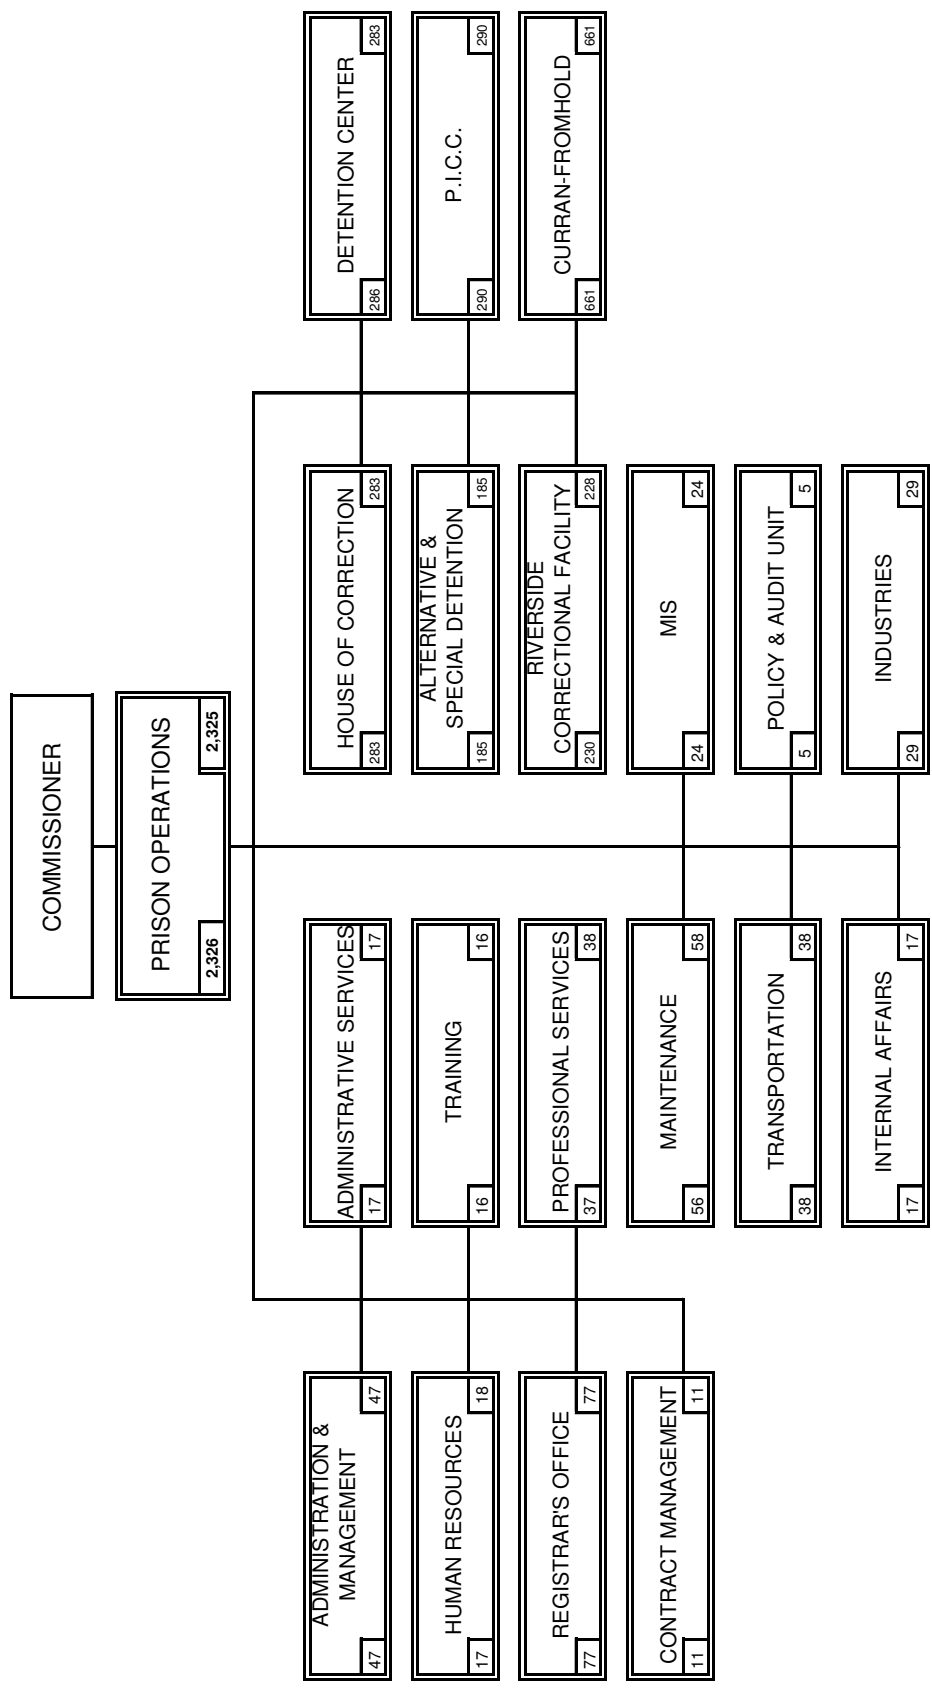 COMMISSIONER
PRISON OPERATIONS
2,326 2,325
ADMINISTRATION &
MANAGEMENT
47 47
ADMINISTRATIVE SERVICES
17 17
HOUSE OF CORRECTION
283 283
DETENTION CENTER
286 283
HUMAN RESOURCES
17 18
TRAINING
16 16
ALTERNATIVE &
SPECIAL DETENTION
185 185
P.I.C.C.
290 290
REGISTRAR'S OFFICE
77 77
PROFESSIONAL SERVICES
37 38
RIVERSIDE
CORRECTIONAL FACILITY
230 228
CURRAN-FROMHOLD
661 661
CONTRACT MANAGEMENT
11 11
MAINTENANCE
56 58
MIS
24 24
TRANSPORTATION
38 38
POLICY & AUDIT UNIT
5 5
INTERNAL AFFAIRS
17 17
INDUSTRIES
29 29